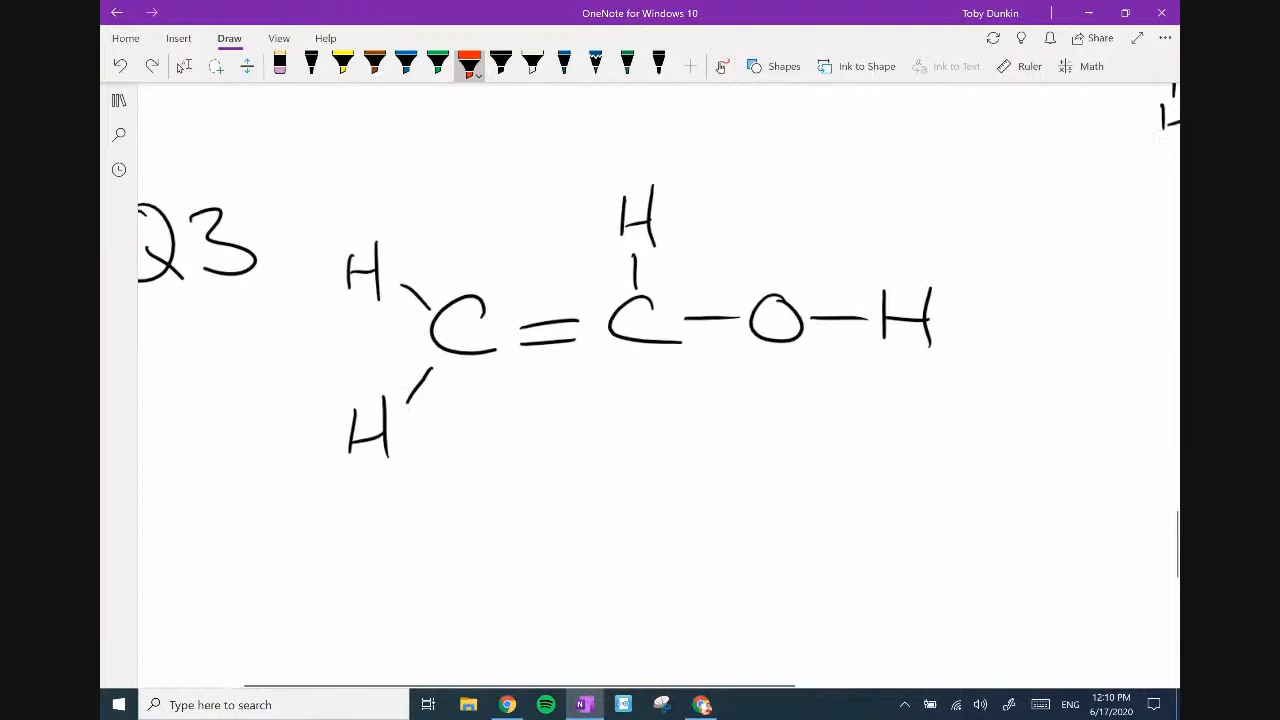 OneNote for Windows 10
Toby Dunkin
Home Insert Draw View Help
Share
Shapes Ink to Shape Ink to Text Ruler Math
H
Q3
H
H
C = C - O - H
H
Type here to search
ENG
12:10 PM
6/17/2020